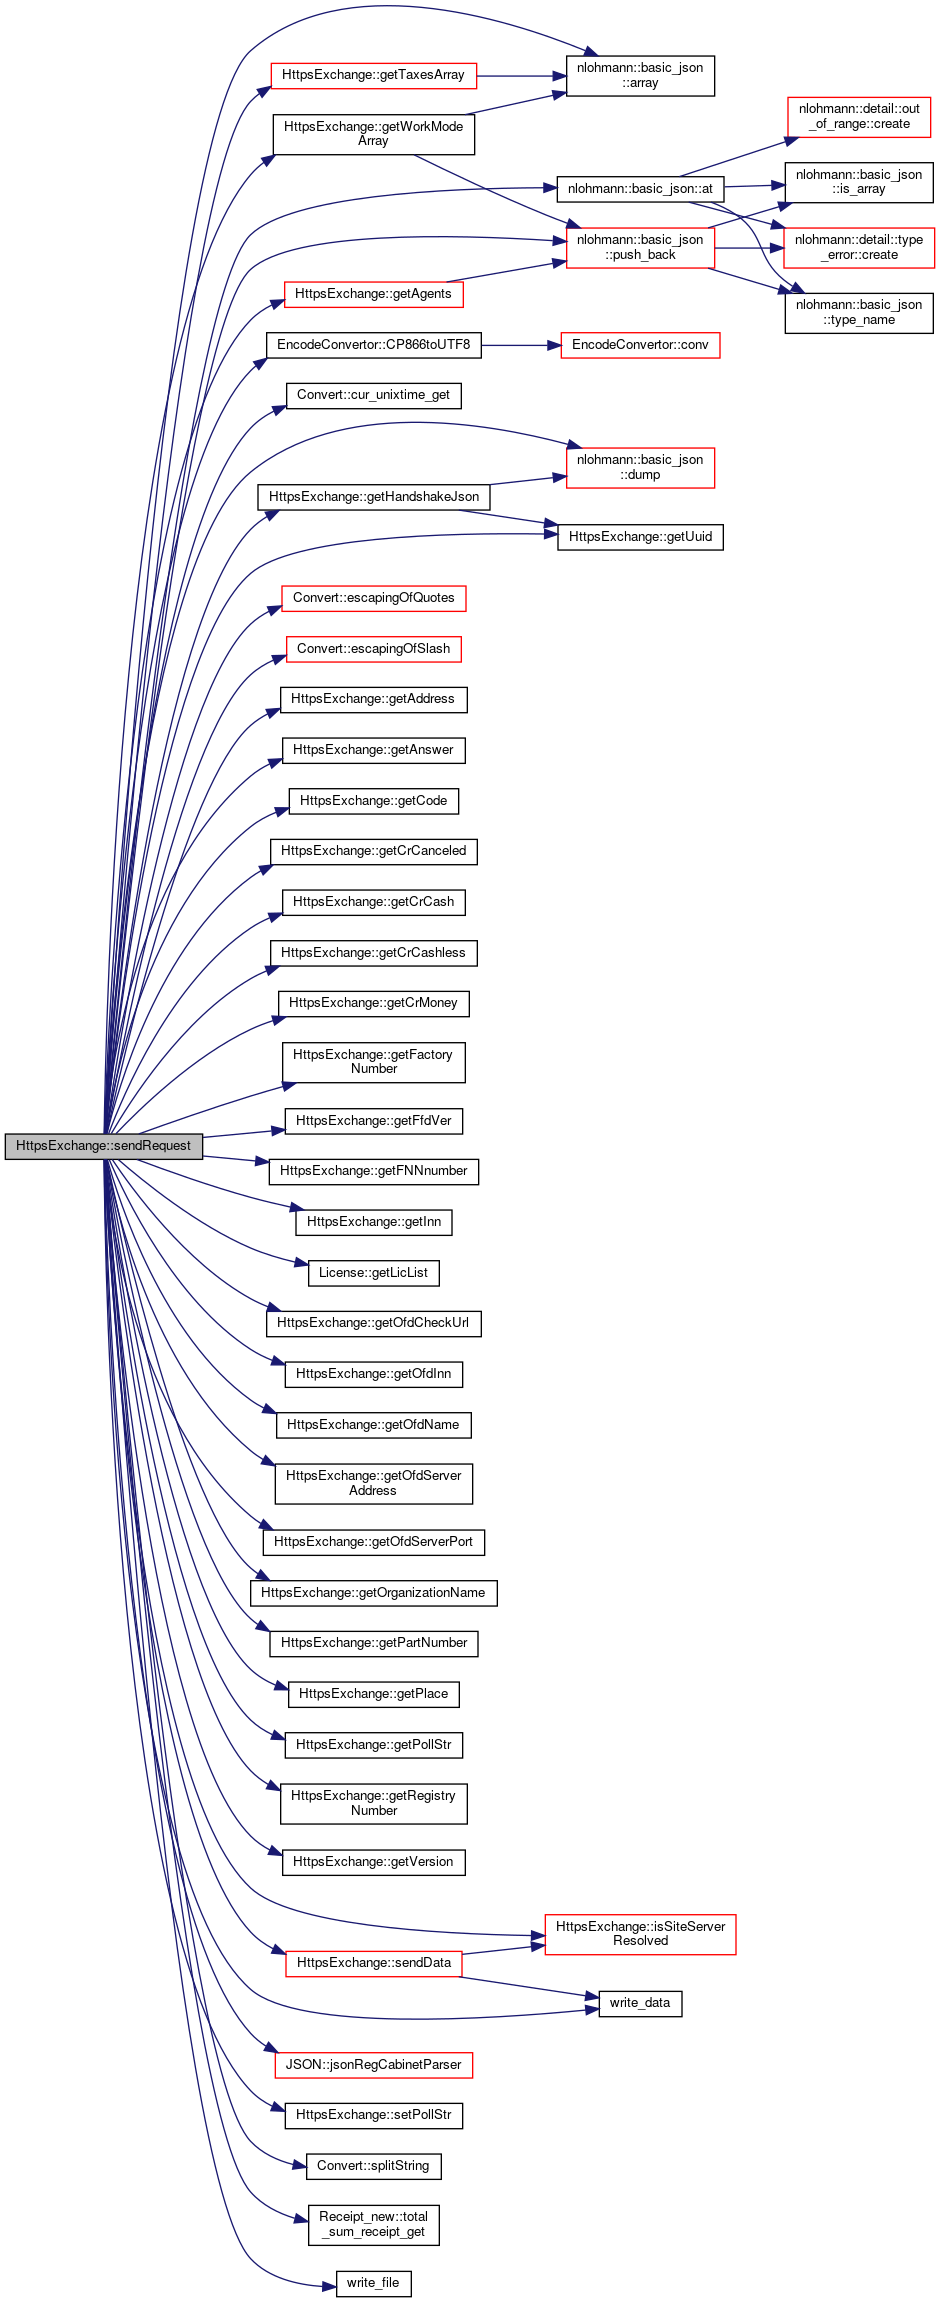 nlohmann::basic_json
::array
HttpsExchange::getTaxesArray
nlohmann::detail::out
_of_range::create
HttpsExchange::getWorkMode
Array
nlohmann::basic_json
::is_array
nlohmann::basic_json::at
nlohmann::basic_json
::push_back
nlohmann::detail::type
_error::create
HttpsExchange::getAgents
nlohmann::basic_json
::type_name
EncodeConvertor::CP866toUTF8
EncodeConvertor::conv
Convert::cur_unixtime_get
nlohmann::basic_json
::dump
HttpsExchange::getHandshakeJson
HttpsExchange::getUuid
Convert::escapingOfQuotes
Convert::escapingOfSlash
HttpsExchange::getAddress
HttpsExchange::getAnswer
HttpsExchange::getCode
HttpsExchange::getCrCanceled
HttpsExchange::getCrCash
HttpsExchange::getCrCashless
HttpsExchange::getCrMoney
HttpsExchange::getFactory
Number
HttpsExchange::getFfdVer
HttpsExchange::sendRequest
HttpsExchange::getFNNnumber
HttpsExchange::getInn
License::getLicList
HttpsExchange::getOfdCheckUrl
HttpsExchange::getOfdInn
HttpsExchange::getOfdName
HttpsExchange::getOfdServer
Address
HttpsExchange::getOfdServerPort
HttpsExchange::getOrganizationName
HttpsExchange::getPartNumber
HttpsExchange::getPlace
HttpsExchange::getPollStr
HttpsExchange::getRegistry
Number
HttpsExchange::getVersion
HttpsExchange::isSiteServer
Resolved
HttpsExchange::sendData
write_data
JSON::jsonRegCabinetParser
HttpsExchange::setPollStr
Convert::splitString
Receipt_new::total
_sum_receipt_get
write_file